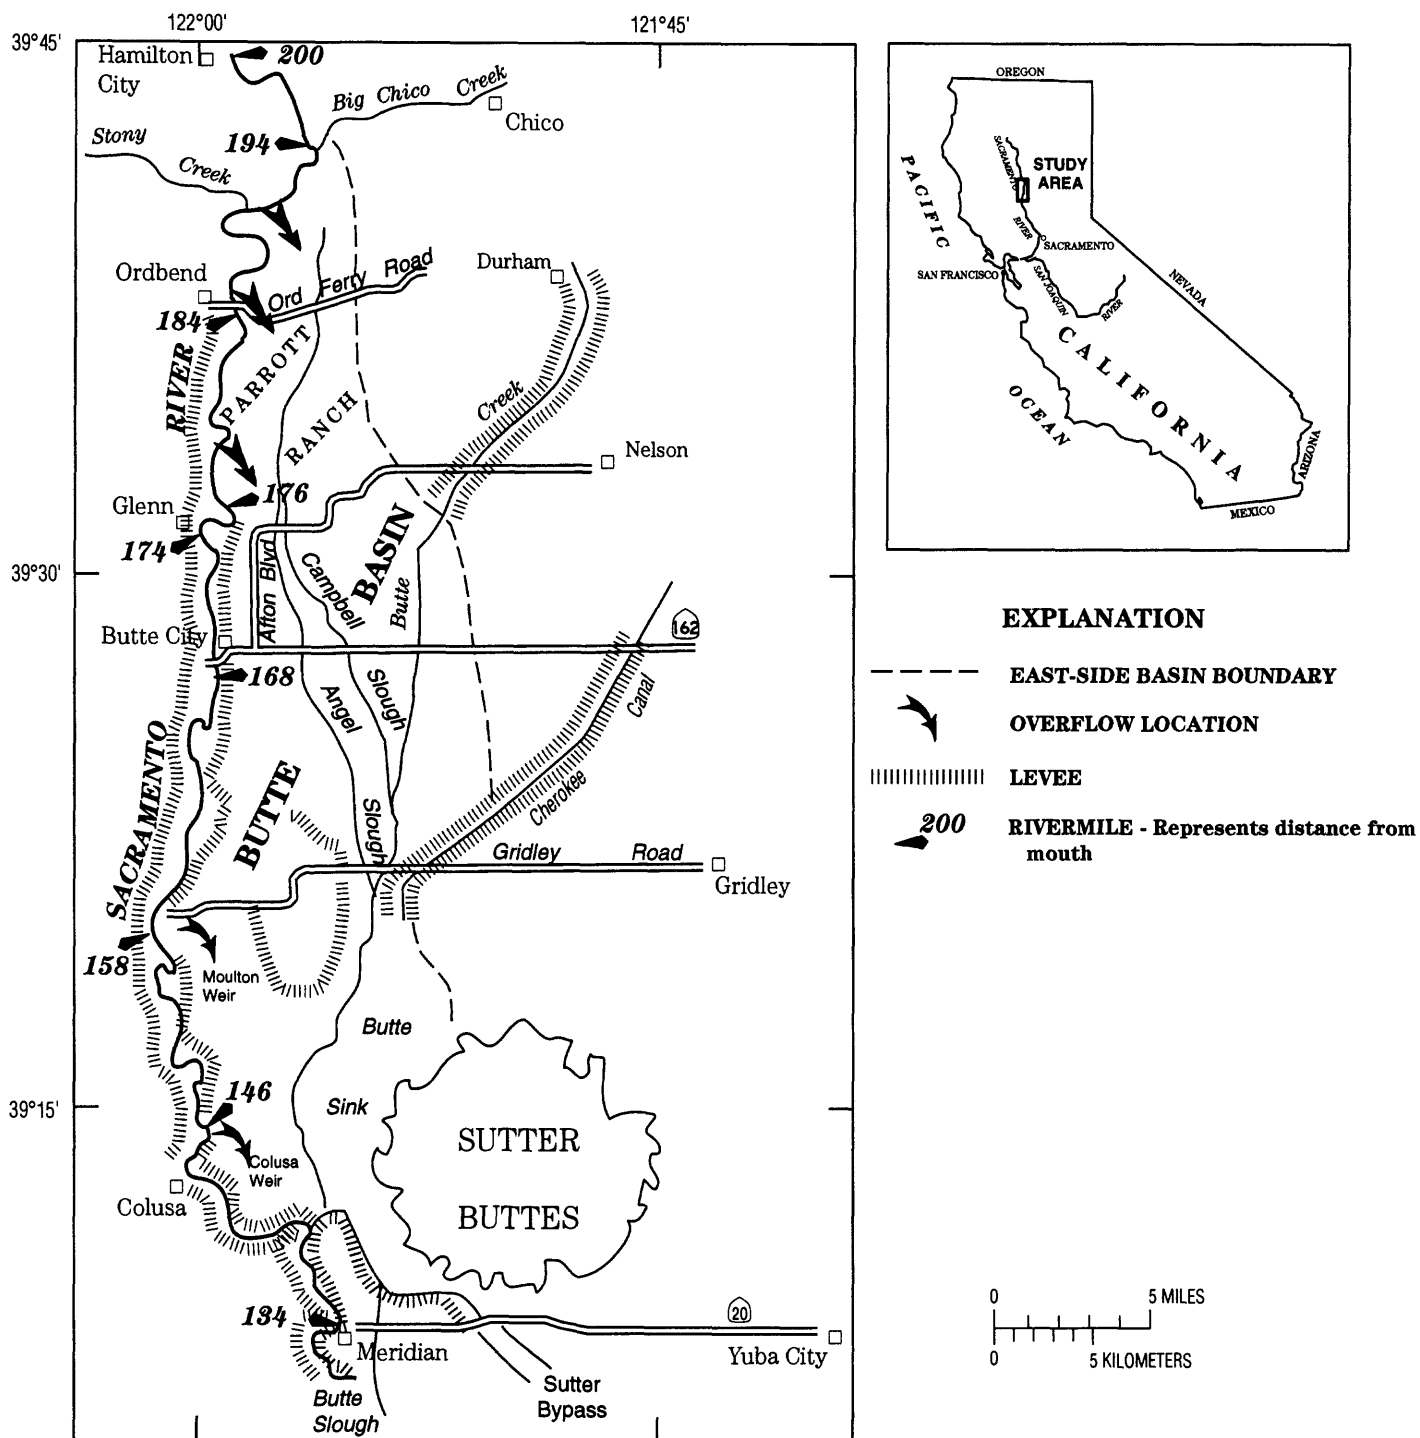 122°00'
121°45'
39°45'
Hamilton
City
200
Big Chico Creek
Chico
194
Stony
Creek
Ordbend
Ord Ferry Road
Durham
184
RIVER
PARROTT
RANCH
Creek
Nelson
176
Glenn
174
BASIN
39°30'
Afton Blvd
Campbell
Butte
Butte City
162
168
Angel
Slough
Canal
SACRAMENTO
BUTTE
Slough
Cherokee
Gridley Road
Gridley
158
Moulton
Weir
Butte
Sink
146
39°15'
Colusa
Weir
Colusa
SUTTER
BUTTES
134
20
Meridian
Yuba City
Butte
Slough
Sutter
Bypass
OREGON
PACIFIC
OCEAN
SACRAMENTO
RIVER
STUDY
AREA
SACRAMENTO
SAN FRANCISCO
SAN JOAQUIN
RIVER
NEVADA
CALIFORNIA
ARIZONA
MEXICO
EXPLANATION
EAST-SIDE BASIN BOUNDARY
OVERFLOW LOCATION
LEVEE
200
RIVERMILE - Represents distance from
mouth
0 5 MILES
0 5 KILOMETERS